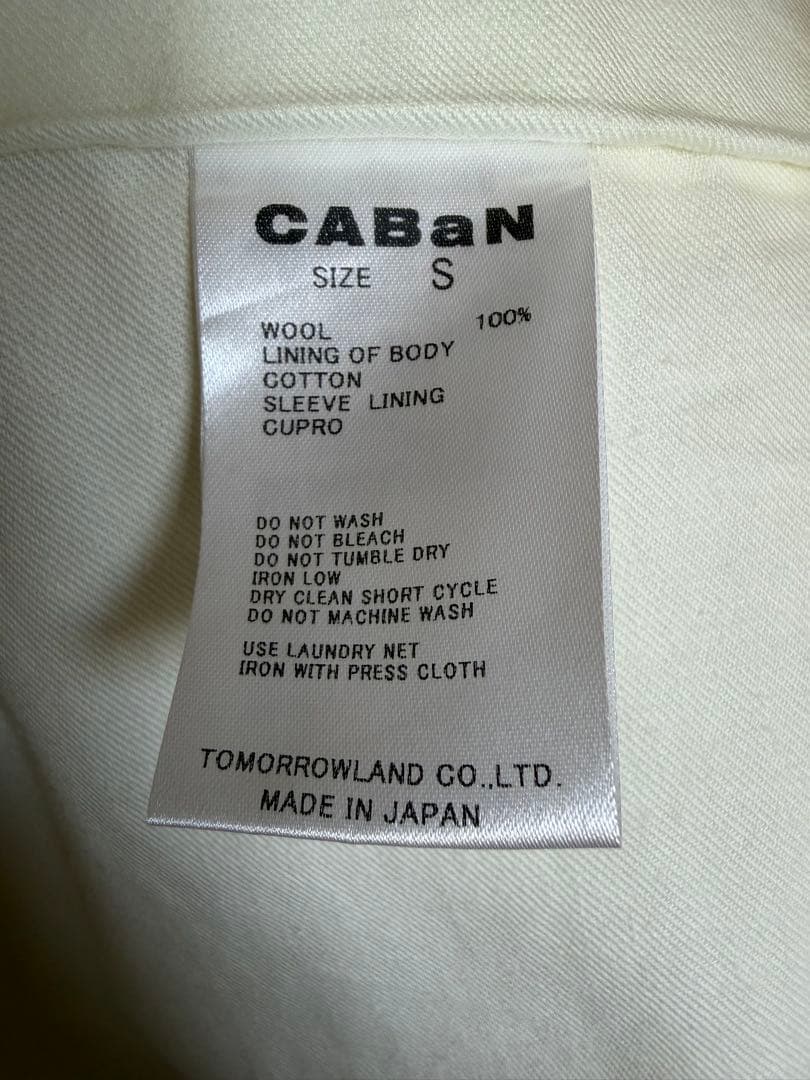 CABaN
SIZE S
WOOL 100%
LINING OF BODY
COTTON
SLEEVE LINING
CUPRO
DO NOT WASH
DO NOT BLEACH
DO NOT TUMBLE DRY
IRON LOW
DRY CLEAN SHORT CYCLE
DO NOT MACHINE WASH
USE LAUNDRY NET
IRON WITH PRESS CLOTH
TOMORROWLAND CO.,LTD.
MADE IN JAPAN